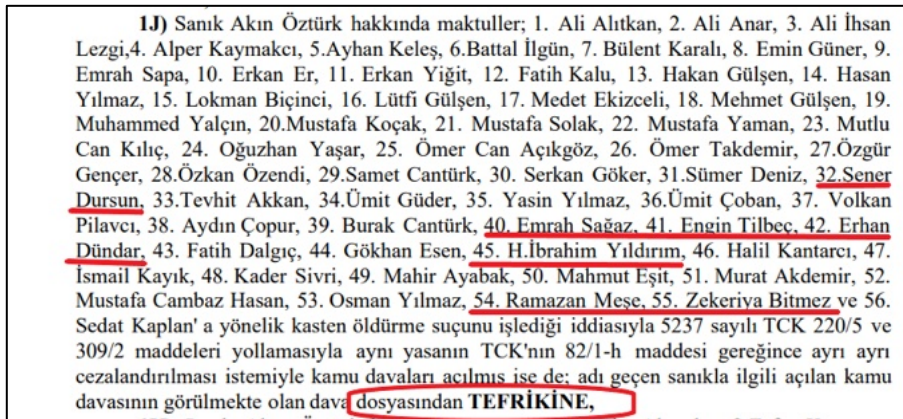 1J) Sanık Akın Öztürk hakkında maktuller; 1. Ali Alıtkan, 2. Ali Anar, 3. Ali İhsan
Lezgi,4. Alper Kaymakcı, 5.Ayhan Keleş, 6.Battal İlgün, 7. Bülent Karalı, 8. Emin Güner, 9.
Emrah Sapa, 10. Erkan Er, 11. Erkan Yiğit, 12. Fatih Kalu, 13. Hakan Gülşen, 14. Hasan
Yılmaz, 15. Lokman Biçinci, 16. Lütfi Gülşen, 17. Medet Ekizceli, 18. Mehmet Gülşen, 19.
Muhammed Yalçın, 20.Mustafa Koçak, 21. Mustafa Solak, 22. Mustafa Yaman, 23. Mutlu
Can Kılıç, 24. Oğuzhan Yaşar, 25. Ömer Can Açıkgöz, 26. Ömer Takdemir, 27.Özgür
Gençer, 28.Özkan Özendi, 29.Samet Cantürk, 30. Serkan Göker, 31.Sümer Deniz, 32.Sener
Dursun, 33.Tevhit Akkan, 34.Ümit Güder, 35. Yasin Yılmaz, 36.Ümit Çoban, 37. Volkan
Pilavcı, 38. Aydın Çopur, 39. Burak Cantürk, 40. Emrah Sağaz, 41. Engin Tilbeç, 42. Erhan
Dündar, 43. Fatih Dalgıç, 44. Gökhan Esen, 45. H.İbrahim Yıldırım, 46. Halil Kantarcı, 47.
İsmail Kayık, 48. Kader Sivri, 49. Mahir Ayabak, 50. Mahmut Eşit, 51. Murat Akdemir, 52.
Mustafa Cambaz Hasan, 53. Osman Yılmaz, 54. Ramazan Meşe, 55. Zekeriya Bitmez ve 56.
Sedat Kaplan' a yönelik kasten öldürme suçunu işlediği iddiasıyla 5237 sayılı TCK 220/5 ve
309/2 maddeleri yollamasıyla aynı yasanın TCK'nın 82/1-h maddesi gereğince ayrı ayrı
cezalandırılması istemiyle kamu davaları açılmış ise de; adı geçen sanıkla ilgili açılan kamu
davasının görülmekte olan dava dosyasından TEFRİKİNE,